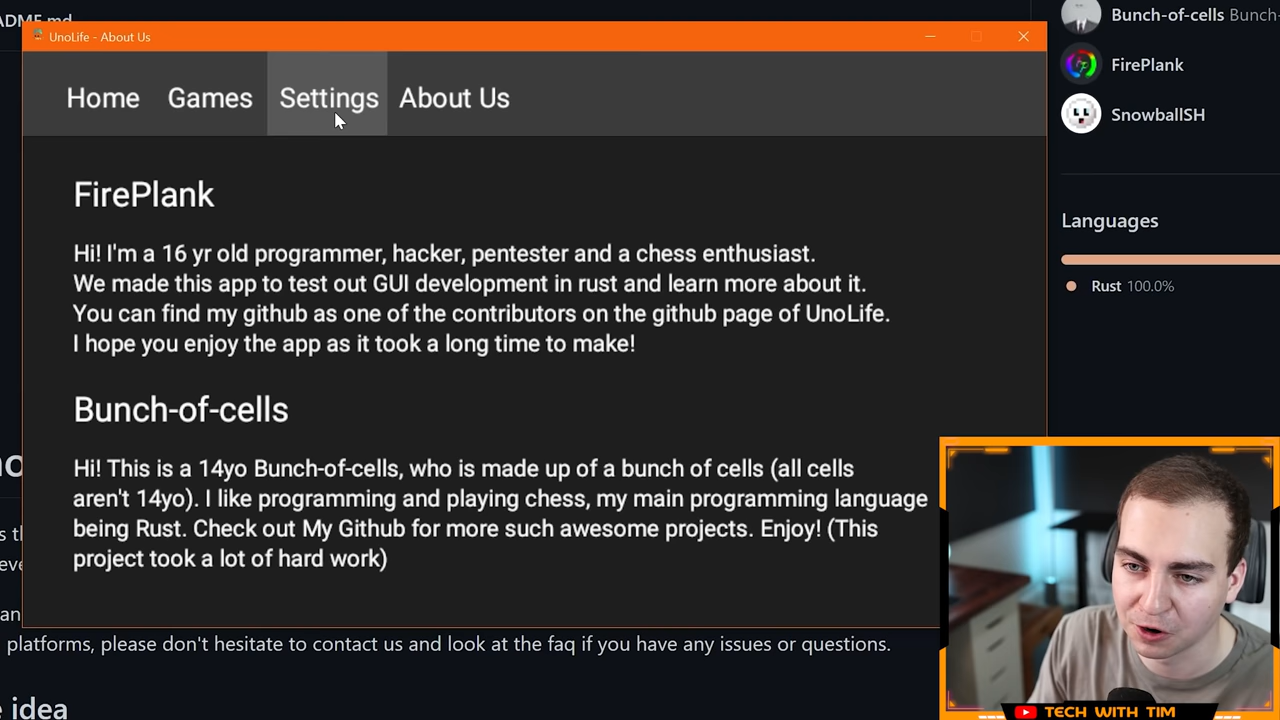 ADME.md
Bunch-of-cells Bunch-
UnoLife - About Us
FirePlank
SnowballSH
Home Games Settings About Us
Languages
Rust 100.0%
FirePlank
Hi! I'm a 16 yr old programmer, hacker, pentester and a chess enthusiast.
We made this app to test out GUI development in rust and learn more about it.
You can find my github as one of the contributors on the github page of UnoLife.
I hope you enjoy the app as it took a long time to make!
Bunch-of-cells
Hi! This is a 14yo Bunch-of-cells, who is made up of a bunch of cells (all cells
aren't 14yo). I like programming and playing chess, my main programming language
being Rust. Check out My Github for more such awesome projects. Enjoy! (This
project took a lot of hard work)
platforms, please don't hesitate to contact us and look at the faq if you have any issues or questions.
e idea
TECH WITH TIM